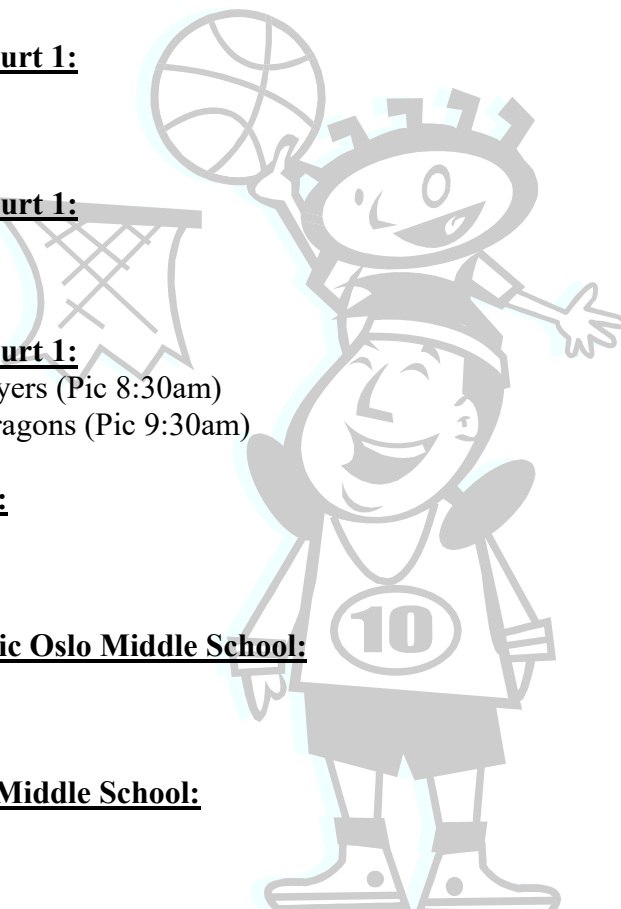 urt 1:
urt 1:
urt 1:
yers (Pic 8:30am)
ragons (Pic 9:30am)
:
ic Oslo Middle School:
10
Middle School: